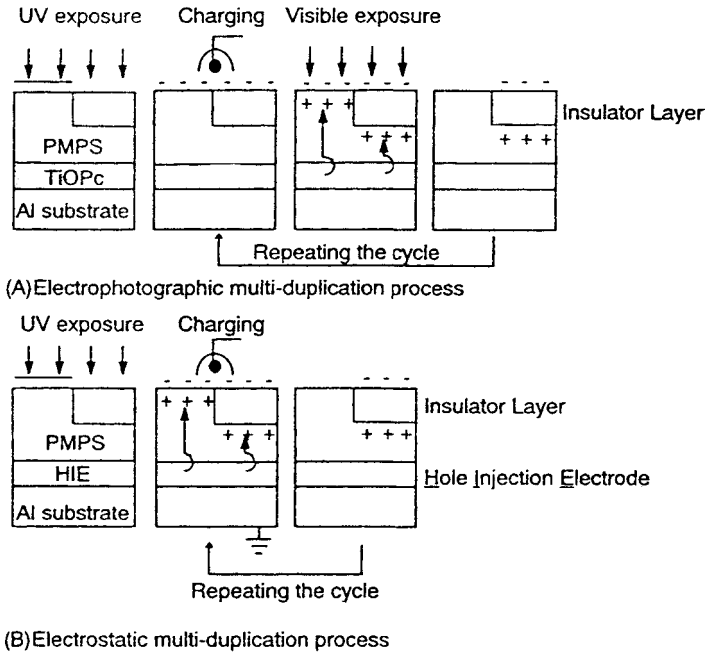 UV exposure Charging Visible exposure
- - - - - - - - - - - - - - -
+ + + Insulator Layer
+ + + + + +
PMPS
TiOPc
Al substrate
Repeating the cycle
(A)Electrophotographic multi-duplication process
UV exposure Charging
- - - - - - - - -
+ + + Insulator Layer
+ + + + + +
PMPS
HIE Hole Injection Electrode
Al substrate
Repeating the cycle
(B)Electrostatic multi-duplication process